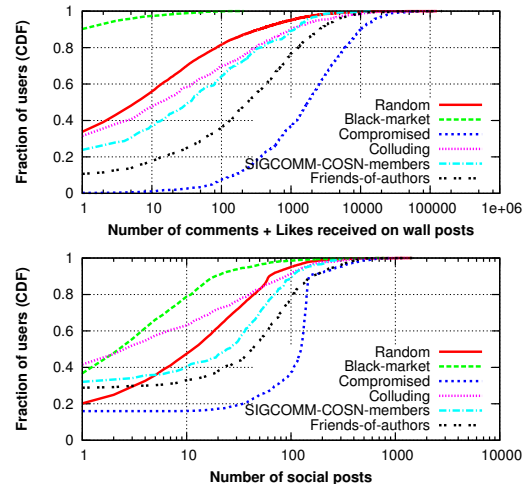 Fraction of users (CDF)
1
0.8
0.6
0.4
0.2
0
Random
Black-market
Compromised
Colluding
SIGCOMM-COSN-members
Friends-of-authors
1 10 100 1000 10000 100000 1e+06
Number of comments + Likes received on wall posts
Fraction of users (CDF)
1
0.8
0.6
0.4
0.2
0
Random
Black-market
Compromised
Colluding
SIGCOMM-COSN-members
Friends-of-authors
1 10 100 1000 10000
Number of social posts